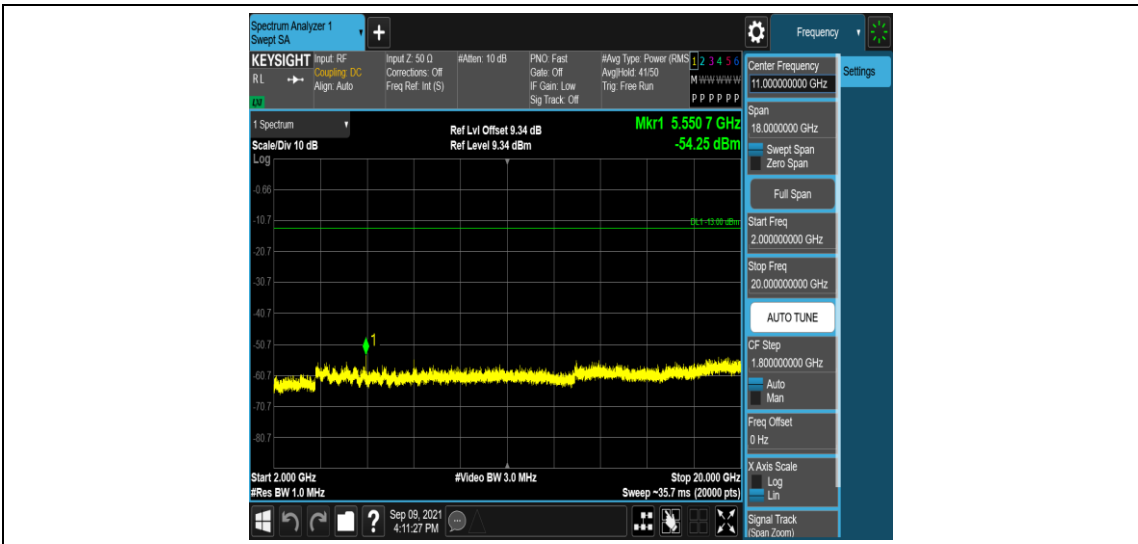 Spectrum Analyzer 1
Swept SA
+
Frequency
KEYSIGHT
RL
LXI
Input: RF
Coupling: DC
Align: Auto
Input Z: 50 Ω
Corrections: Off
Freq Ref: Int (S)
#Atten: 10 dB
PNO: Fast
Gate: Off
IF Gain: Low
Sig Track: Off
#Avg Type: Power (RMS
Avg|Hold: 41/50
Trig: Free Run
1 2 3 4 5 6
M W W W W W
P P P P P P
1 Spectrum
Scale/Div 10 dB
Log
Ref Lvl Offset 9.34 dB
Ref Level 9.34 dBm
Mkr1 5.550 7 GHz
-54.25 dBm
-0.66
-10.7
-20.7
-30.7
-40.7
-50.7
-60.7
-70.7
-80.7
DL1 -13.00 dBm
1
Start 2.000 GHz
#Res BW 1.0 MHz
#Video BW 3.0 MHz
Stop 20.000 GHz
Sweep ~35.7 ms (20000 pts)
Center Frequency
11.000000000 GHz
Settings
Span
18.0000000 GHz
Swept Span
Zero Span
Full Span
Start Freq
2.000000000 GHz
Stop Freq
20.000000000 GHz
AUTO TUNE
CF Step
1.800000000 GHz
Auto
Man
Freq Offset
0 Hz
X Axis Scale
Log
Lin
Signal Track
(Span Zoom)
?
Sep 09, 2021
4:11:27 PM